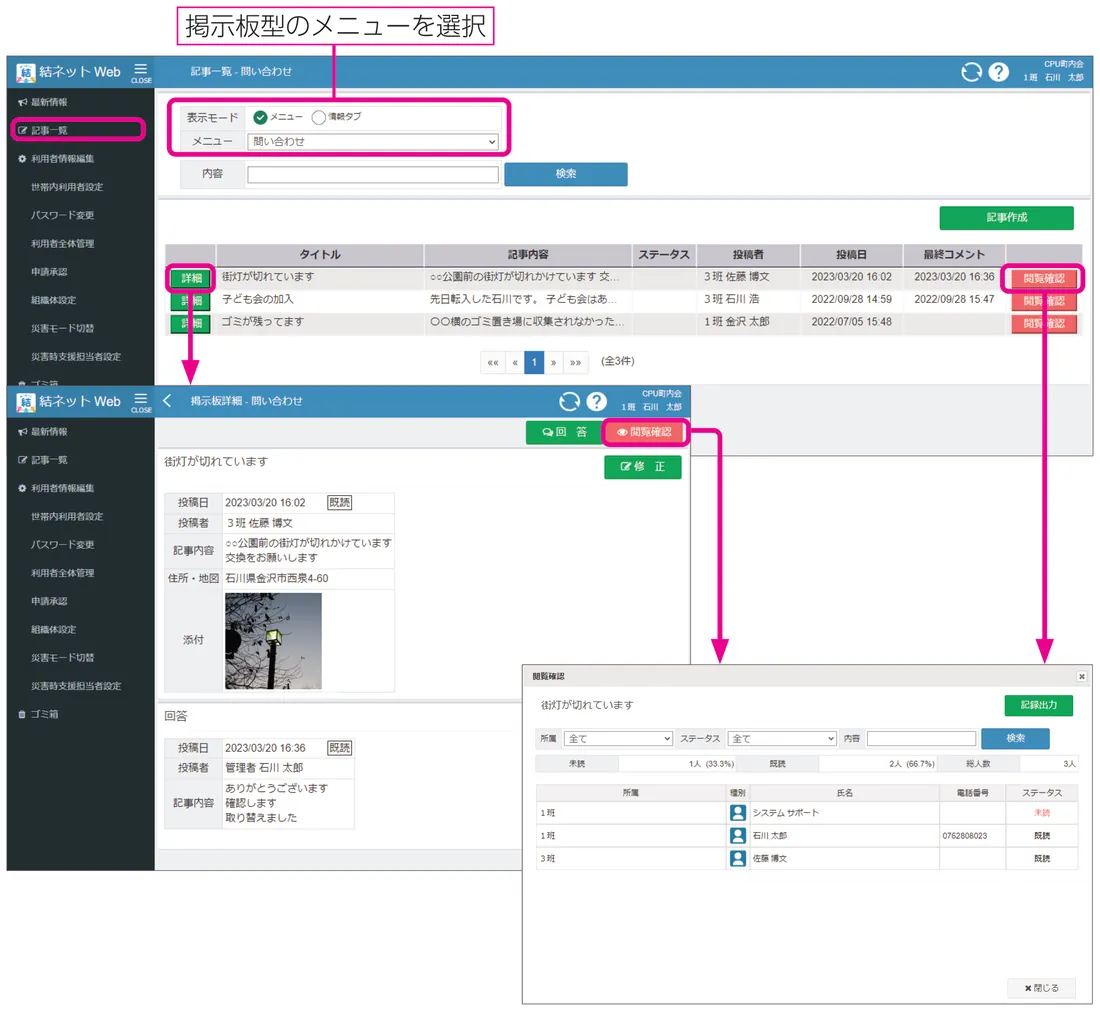 掲示板型のメニューを選択
結 結ネット Web CLOSE 記事一覧 - 問い合わせ ? CPU町内会
1班 石川 太郎
最新情報
記事一覧
利用者情報編集
世帯内利用者設定
パスワード変更
利用者全体管理
申請承認
組織体設定
災害モード切替
災害時支援担当者設定
ゴミ箱
表示モード メニュー 情報タブ
メニュー 問い合わせ
内容 検索
記事作成
タイトル 記事内容 ステータス 投稿者 投稿日 最終コメント
詳細 街灯が切れています ○○公園前の街灯が切れかけています 交... 3班 佐藤 博文 2023/03/20 16:02 2023/03/20 16:36 閲覧確認
詳細 子ども会の加入 先日転入した石川です。 子ども会はあ... 3班 石川 浩 2022/09/28 14:59 2022/09/28 15:47 閲覧確認
詳細 ゴミが残ってます 〇〇横のゴミ置き場に収集されなかった... 1班 金沢 太郎 2022/07/05 15:48 閲覧確認
«« « 1 » »» (全3件)
結 結ネット Web CLOSE 掲示板詳細 - 問い合わせ ? CPU町内会
1班 石川 太郎
最新情報
記事一覧
利用者情報編集
世帯内利用者設定
パスワード変更
利用者全体管理
申請承認
組織体設定
災害モード切替
災害時支援担当者設定
ゴミ箱
回 答 閲覧確認
街灯が切れています 修 正
投稿日 2023/03/20 16:02 既読
投稿者 3班 佐藤 博文
記事内容 ○○公園前の街灯が切れかけています
交換をお願いします
住所・地図 石川県金沢市西泉4-60
添付
回答
投稿日 2023/03/20 16:36 既読
投稿者 管理者 石川 太郎
記事内容 ありがとうございます
確認します
取り替えました
閲覧確認
街灯が切れています 記録出力
所属 全て ステータス 全て 内容 検索
未読 1人 (33.3%) 既読 2人 (66.7%) 総人数 3人
所属 種別 氏名 電話番号 ステータス
1班 システム サポート 未読
1班 石川 太郎 0762808023 既読
3班 佐藤 博文 既読
閉じる